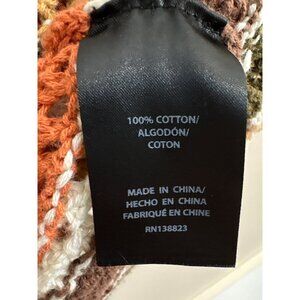 100% COTTON/
ALGODÓN/
COTON
MADE IN CHINA/
HECHO EN CHINA
FABRIQUÉ EN CHINE
RN138823